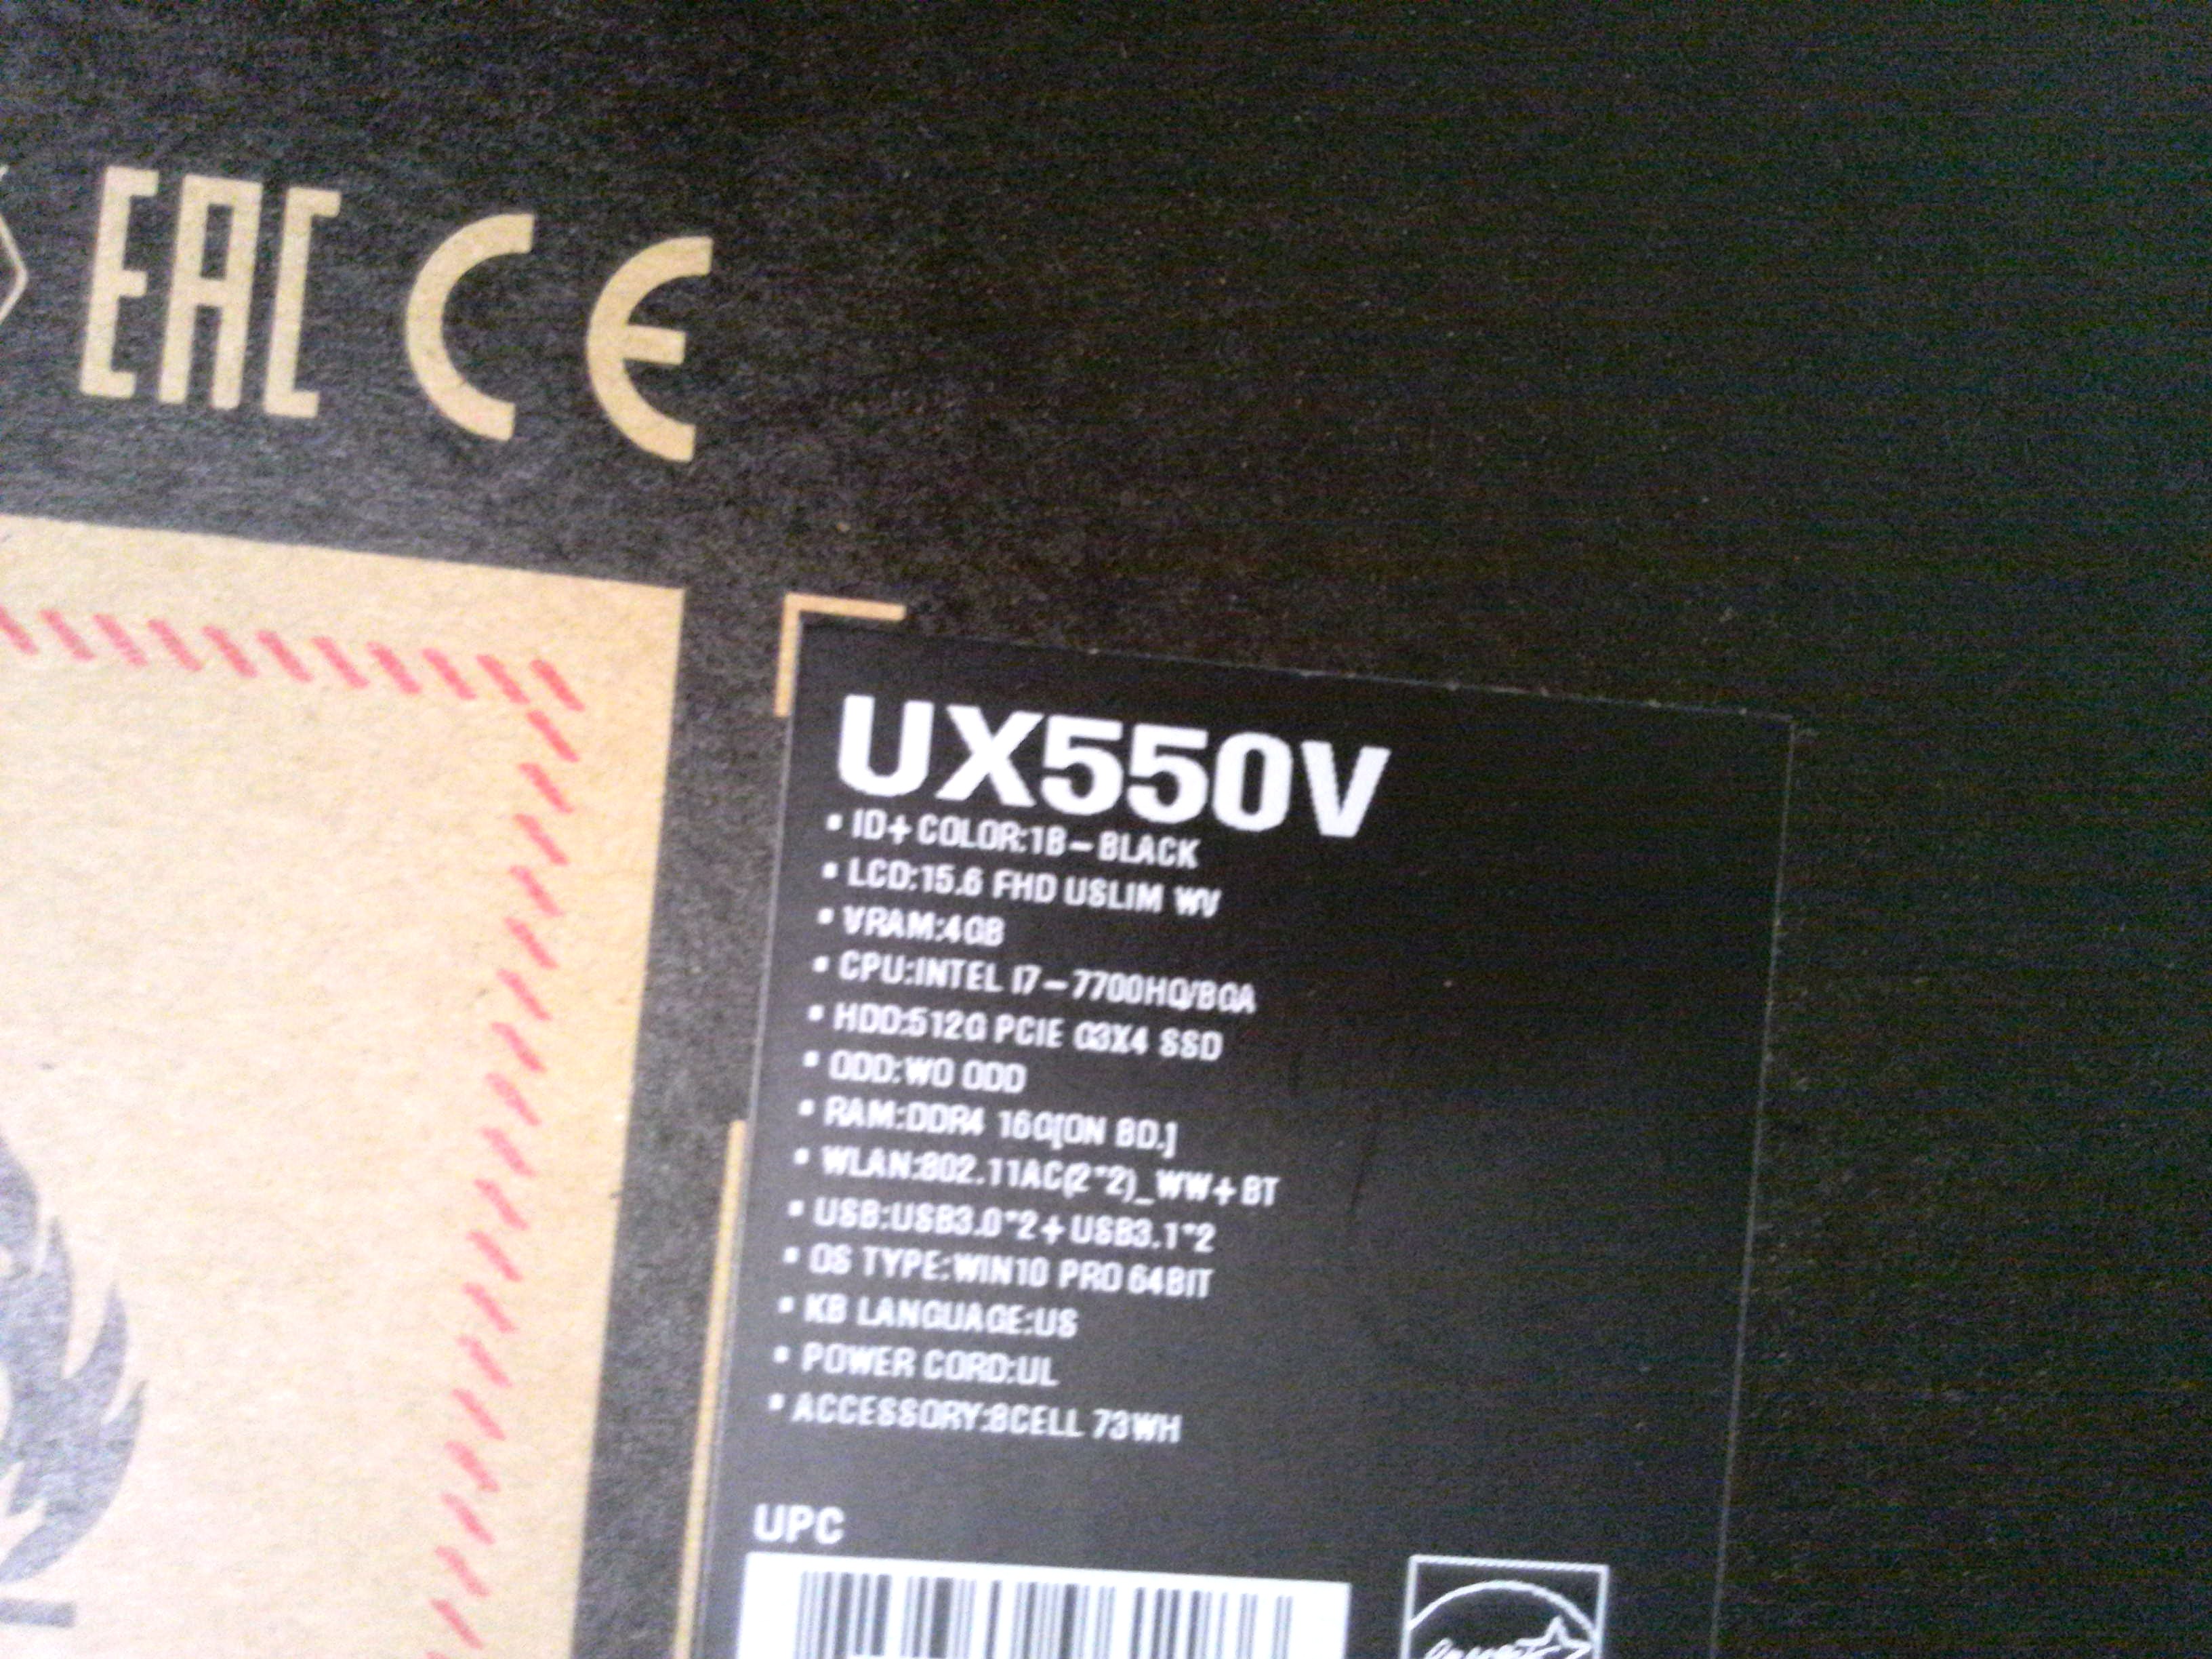 EAC CE
UX550V
• ID+COLOR:1B-BLACK
• LCD:15.6 FHD USLIM WV
• VRAM:4GB
• CPU:INTEL I7-7700HQ/BGA
• HDD:512G PCIE G3X4 SSD
• ODD:WO ODD
• RAM:DDR4 16G[ON BD.]
• WLAN:802.11AC(2*2)_WW+BT
• USB:USB3.0*2+USB3.1*2
• OS TYPE:WIN10 PRO 64BIT
• KB LANGUAGE:US
• POWER CORD:UL
• ACCESSORY:8CELL 73WH
UPC